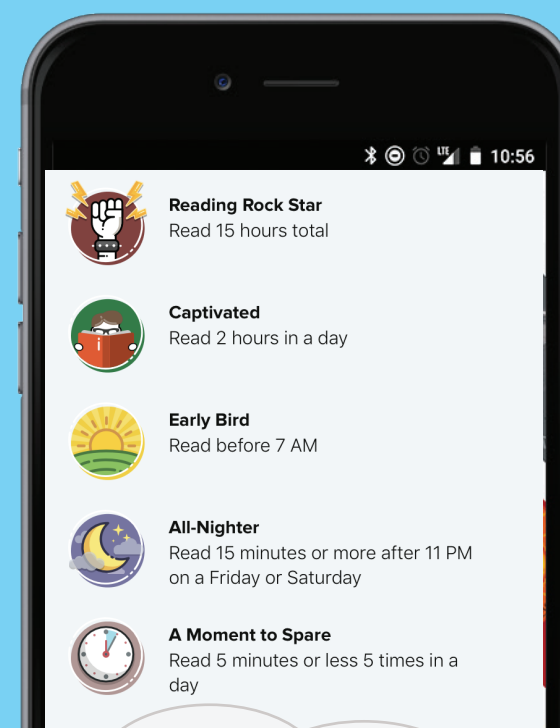 LTE 10:56
Reading Rock Star
Read 15 hours total
Captivated
Read 2 hours in a day
Early Bird
Read before 7 AM
All-Nighter
Read 15 minutes or more after 11 PM
on a Friday or Saturday
A Moment to Spare
Read 5 minutes or less 5 times in a
day